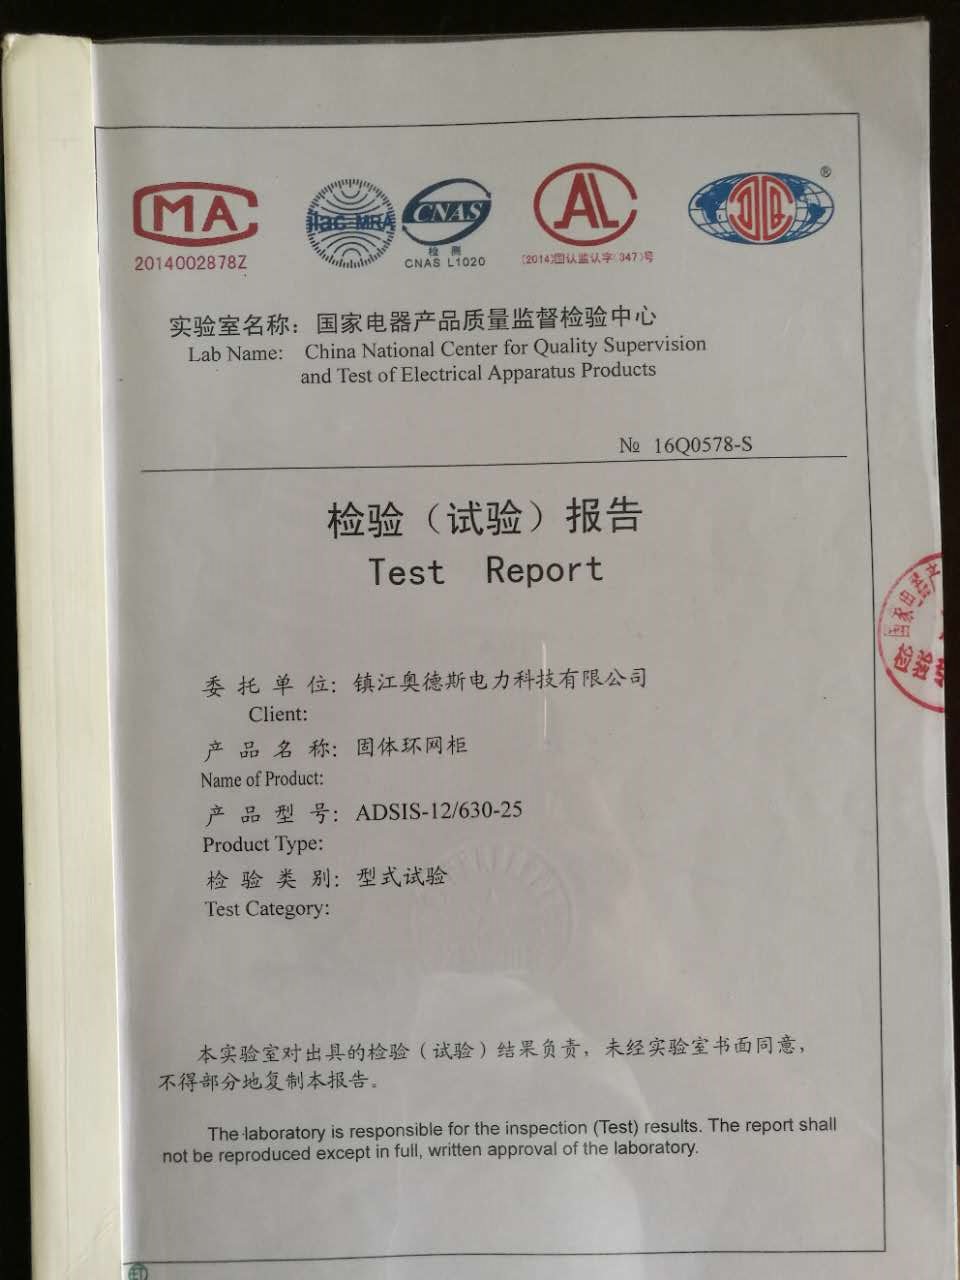 MA
2014002878Z
ilac-MRA
CNAS
检 测
CNAS L1020
AL
(2014)国认监认字(347)号
®
实验室名称：国家电器产品质量监督检验中心
Lab Name: China National Center for Quality Supervision
and Test of Electrical Apparatus Products
№ 16Q0578-S
检验（试验）报告
Test Report
国家电器产
检验
委 托 单 位：镇江奥德斯电力科技有限公司
Client:
产 品 名 称：固体环网柜
Name of Product:
产 品 型 号：ADSIS-12/630-25
Product Type:
检 验 类 别：型式试验
Test Category:
本实验室对出具的检验（试验）结果负责，未经实验室书面同意，
不得部分地复制本报告。
The laboratory is responsible for the inspection (Test) results. The report shall
not be reproduced except in full, written approval of the laboratory.